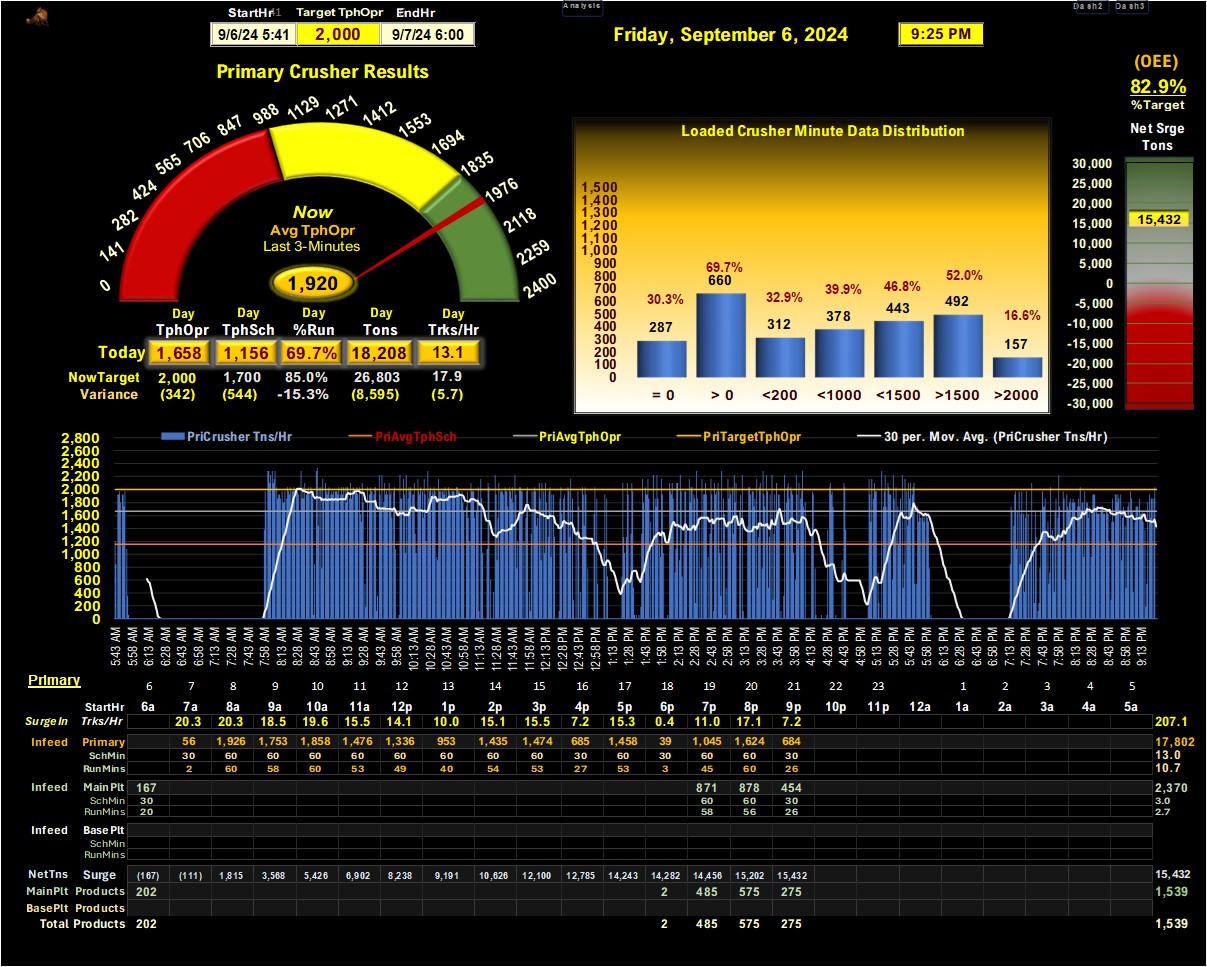 StartHr Target TphOpr EndHr
9/6/24 5:41 2,000 9/7/24 6:00
Analysis
Dash2 Dash3
Friday, September 6, 2024
9:25 PM
Primary Crusher Results
0 141 282 424 565 706 847 988 1129 1271 1412 1553 1694 1835 1976 2118 2259 2400
Now
Avg TphOpr
Last 3-Minutes
1,920
Day Day Day Day Day
TphOpr TphSch %Run Tons Trks/Hr
Today 1,658 1,156 69.7% 18,208 13.1
NowTarget 2,000 1,700 85.0% 26,803 17.9
Variance (342) (544) -15.3% (8,595) (5.7)
Loaded Crusher Minute Data Distribution
1,500
1,400
1,300
1,200
1,100
1,000
900
800
700
600
500
400
300
200
100
0
30.3% 69.7% 32.9% 39.9% 46.8% 52.0% 16.6%
287 660 312 378 443 492 157
= 0 > 0 <200 <1000 <1500 >1500 >2000
(OEE)
82.9%
%Target
Net Srge
Tons
30,000
25,000
20,000
15,000
10,000
5,000
0
-5,000
-10,000
-15,000
-20,000
-25,000
-30,000
15,432
PriCrusher Tns/Hr PriAvgTphSch PriAvgTphOpr PriTargetTphOpr 30 per. Mov. Avg. (PriCrusher Tns/Hr)
2,800
2,600
2,400
2,200
2,000
1,800
1,600
1,400
1,200
1,000
800
600
400
200
0
5:43 AM 5:58 AM 6:13 AM 6:28 AM 6:43 AM 6:58 AM 7:13 AM 7:28 AM 7:43 AM 7:58 AM 8:13 AM 8:28 AM 8:43 AM 8:58 AM 9:13 AM 9:28 AM 9:43 AM 9:58 AM 10:13 AM 10:28 AM 10:43 AM 10:58 AM 11:13 AM 11:28 AM 11:43 AM 11:58 AM 12:13 PM 12:28 PM 12:43 PM 12:58 PM 1:13 PM 1:28 PM 1:43 PM 1:58 PM 2:13 PM 2:28 PM 2:43 PM 2:58 PM 3:13 PM 3:28 PM 3:43 PM 3:58 PM 4:13 PM 4:28 PM 4:43 PM 4:58 PM 5:13 PM 5:28 PM 5:43 PM 5:58 PM 6:13 PM 6:28 PM 6:43 PM 6:58 PM 7:13 PM 7:28 PM 7:43 PM 7:58 PM 8:13 PM 8:28 PM 8:43 PM 8:58 PM 9:13 PM
Primary
6 7 8 9 10 11 12 13 14 15 16 17 18 19 20 21 22 23 1 2 3 4 5
StartHr 6a 7a 8a 9a 10a 11a 12p 1p 2p 3p 4p 5p 6p 7p 8p 9p 10p 11p 12a 1a 2a 3a 4a 5a
SurgeIn Trks/Hr 20.3 20.3 18.5 19.6 15.5 14.1 10.0 15.1 15.5 7.2 15.3 0.4 11.0 17.1 7.2 207.1
Infeed Primary 56 1,926 1,753 1,858 1,476 1,336 953 1,435 1,474 685 1,458 39 1,045 1,624 684 17,802
SchMin 30 60 60 60 60 60 60 60 60 60 60 30 60 60 30 13.0
RunMins 2 60 58 60 53 49 40 54 53 27 53 3 45 60 26 10.7
Infeed Main Plt 167 871 878 454 2,370
SchMin 30 60 60 30 3.0
RunMins 20 58 56 26 2.7
Infeed Base Plt
SchMin
RunMins
NetTns Surge (167) (111) 1,815 3,568 5,426 6,902 8,238 9,191 10,626 12,100 12,785 14,243 14,282 14,456 15,202 15,432 15,432
MainPlt Products 202 2 485 575 275 1,539
BasePlt Products
Total Products 202 2 485 575 275 1,539